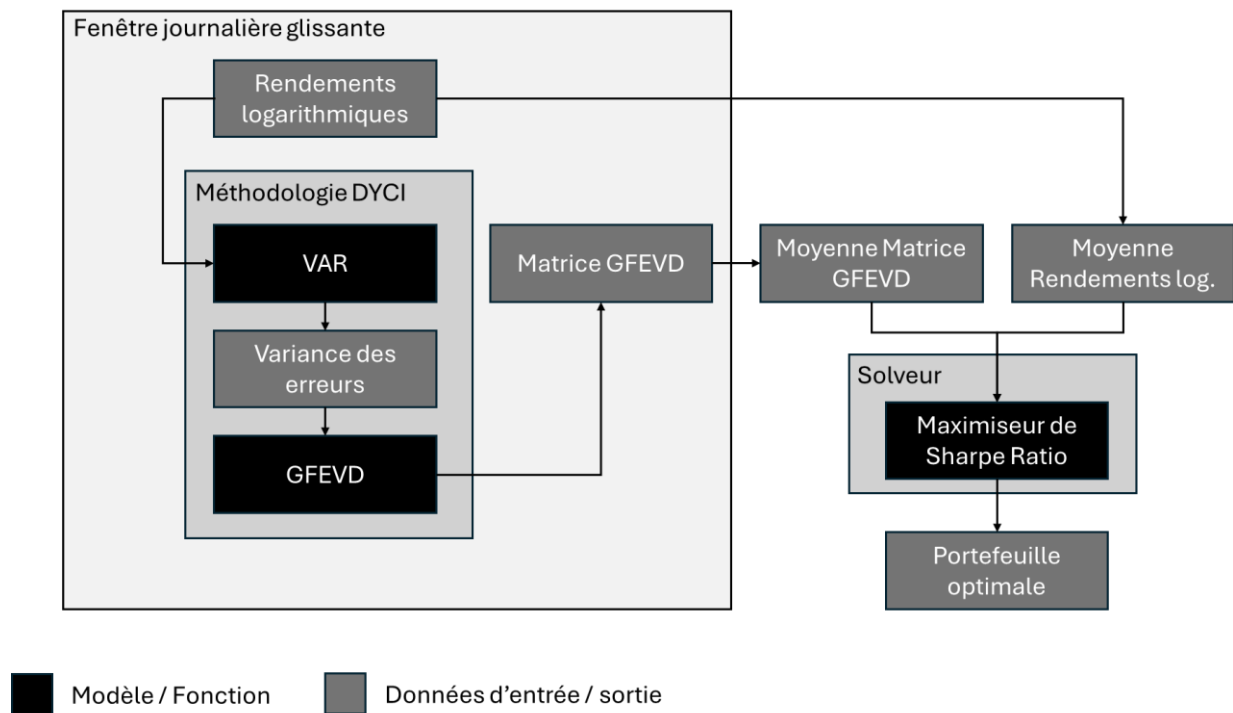 Fenêtre journalière glissante
Rendements
logarithmiques
Méthodologie DYCI
VAR
Matrice GFEVD
Moyenne Matrice
GFEVD
Moyenne
Rendements log.
Variance des
erreurs
Solveur
GFEVD
Maximiseur de
Sharpe Ratio
Portefeuille
optimale
Modèle / Fonction
Données d'entrée / sortie